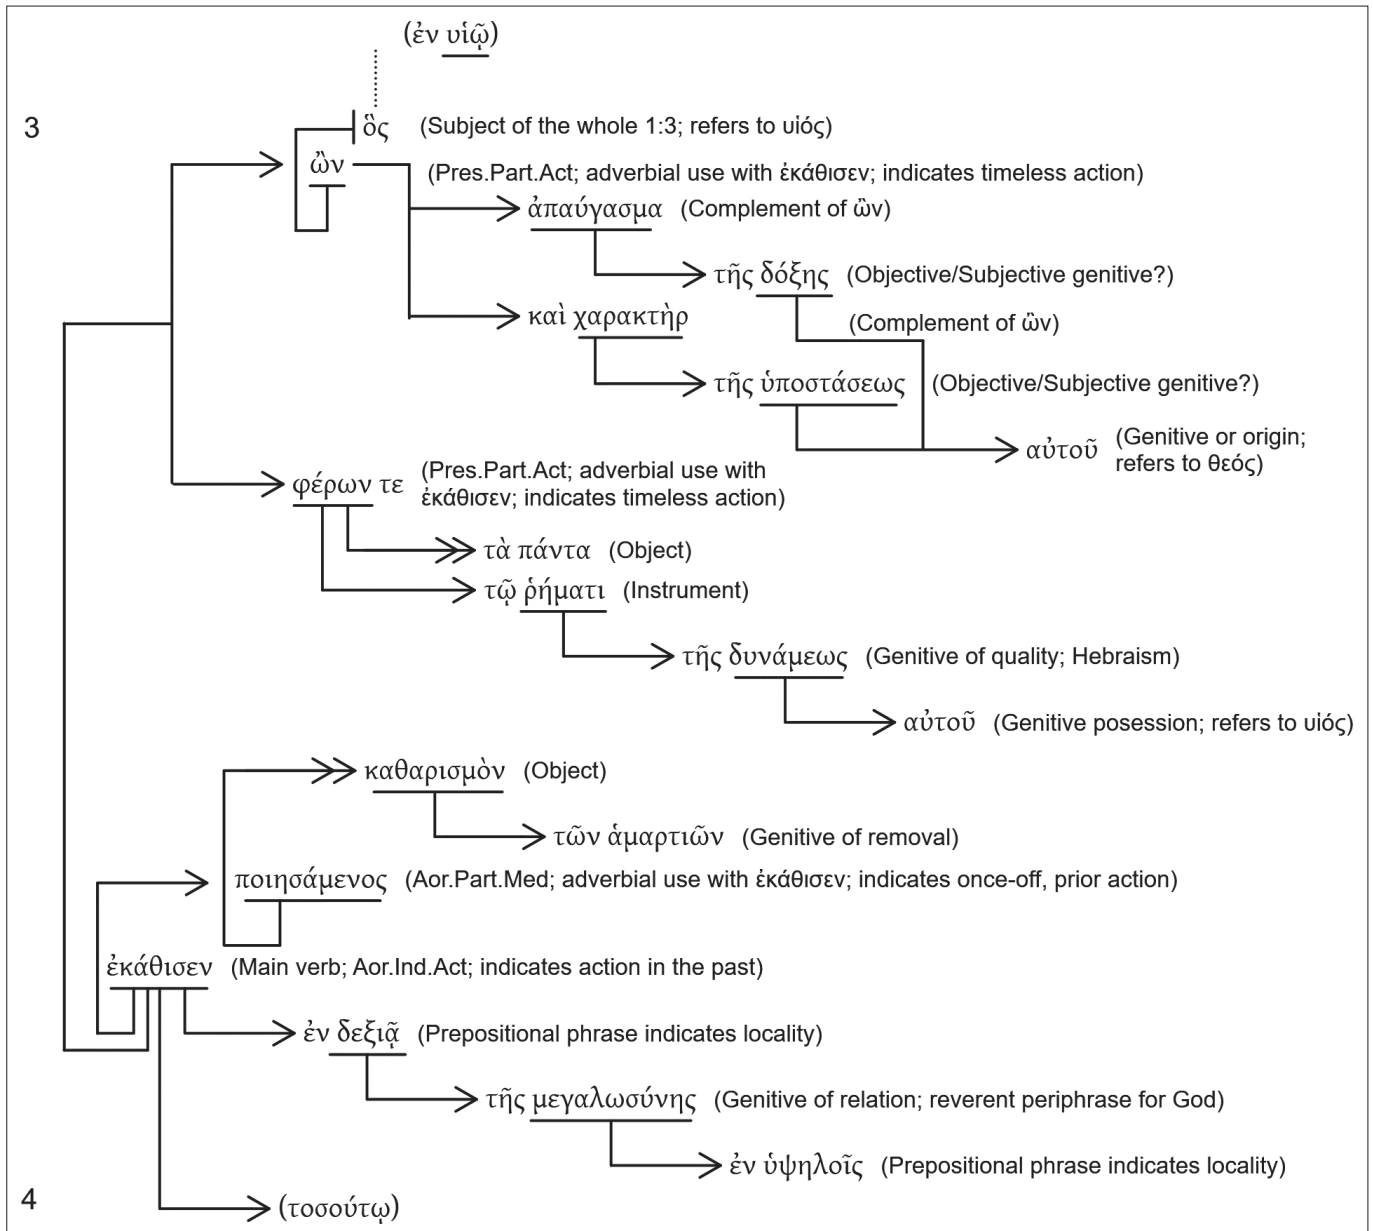 (ἐν υἱῷ)
3
ὃς (Subject of the whole 1:3; refers to υἱός)
ὢν (Pres.Part.Act; adverbial use with ἐκάθισεν; indicates timeless action)
ἀπαύγασμα (Complement of ὢν)
τῆς δόξης (Objective/Subjective genitive?)
καὶ χαρακτὴρ (Complement of ὢν)
τῆς ὑποστάσεως (Objective/Subjective genitive?)
αὐτοῦ (Genitive or origin;
refers to θεός)
φέρων τε (Pres.Part.Act; adverbial use with
ἐκάθισεν; indicates timeless action)
τὰ πάντα (Object)
τῷ ῥήματι (Instrument)
τῆς δυνάμεως (Genitive of quality; Hebraism)
αὐτοῦ (Genitive posession; refers to υἱός)
καθαρισμὸν (Object)
τῶν ἁμαρτιῶν (Genitive of removal)
ποιησάμενος (Aor.Part.Med; adverbial use with ἐκάθισεν; indicates once-off, prior action)
ἐκάθισεν (Main verb; Aor.Ind.Act; indicates action in the past)
ἐν δεξιᾷ (Prepositional phrase indicates locality)
τῆς μεγαλωσύνης (Genitive of relation; reverent periphrase for God)
ἐν ὑψηλοῖς (Prepositional phrase indicates locality)
4
(τοσούτῳ)